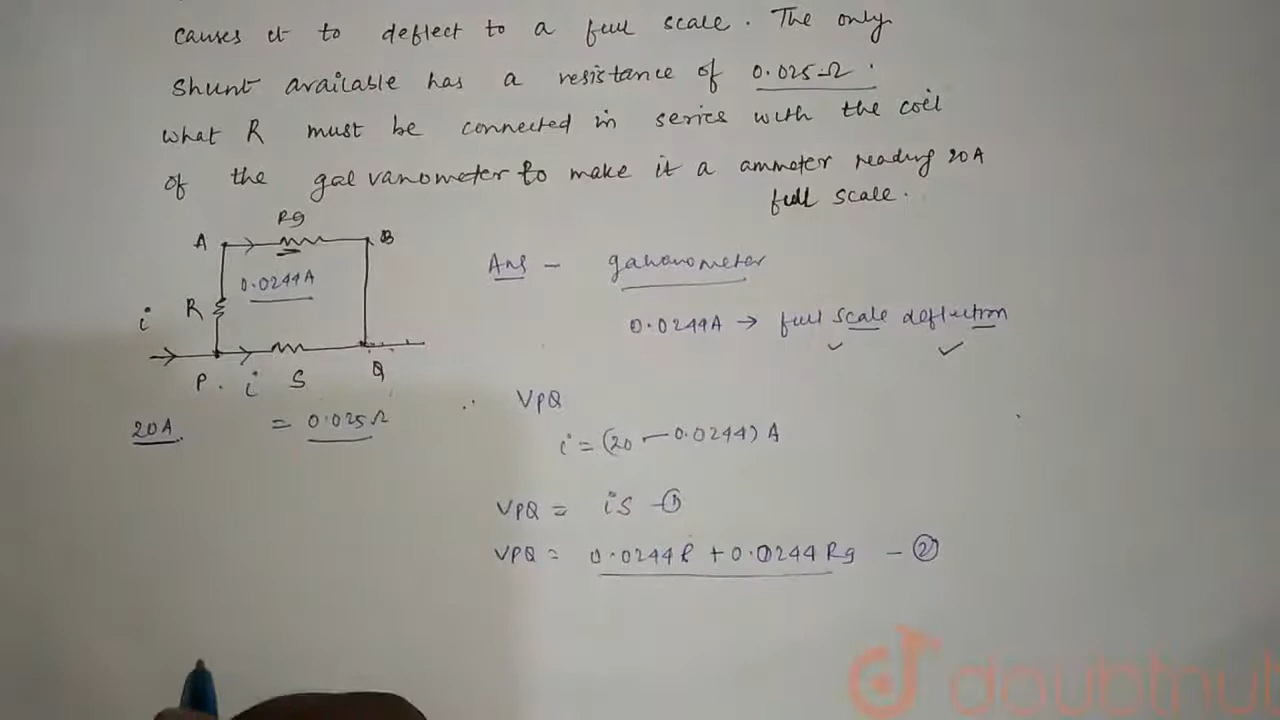 causes it to deflect to a full scale. The only
shunt available has a resistance of 0.025Ω.
what R must be connected in series with the coil
of the galvanometer to make it a ammeter reading 20A
full scale.
Rg
A
B
0.0244A
R
i
P.
i
S
Q
20A
= 0.025Ω
Ans - galvanometer
0.0244A → full scale deflection
∴ VPQ
i = (20 - 0.0244) A
VPQ = iS -①
VPQ = 0.0244R + 0.0244 Rg - ②
doubtnut